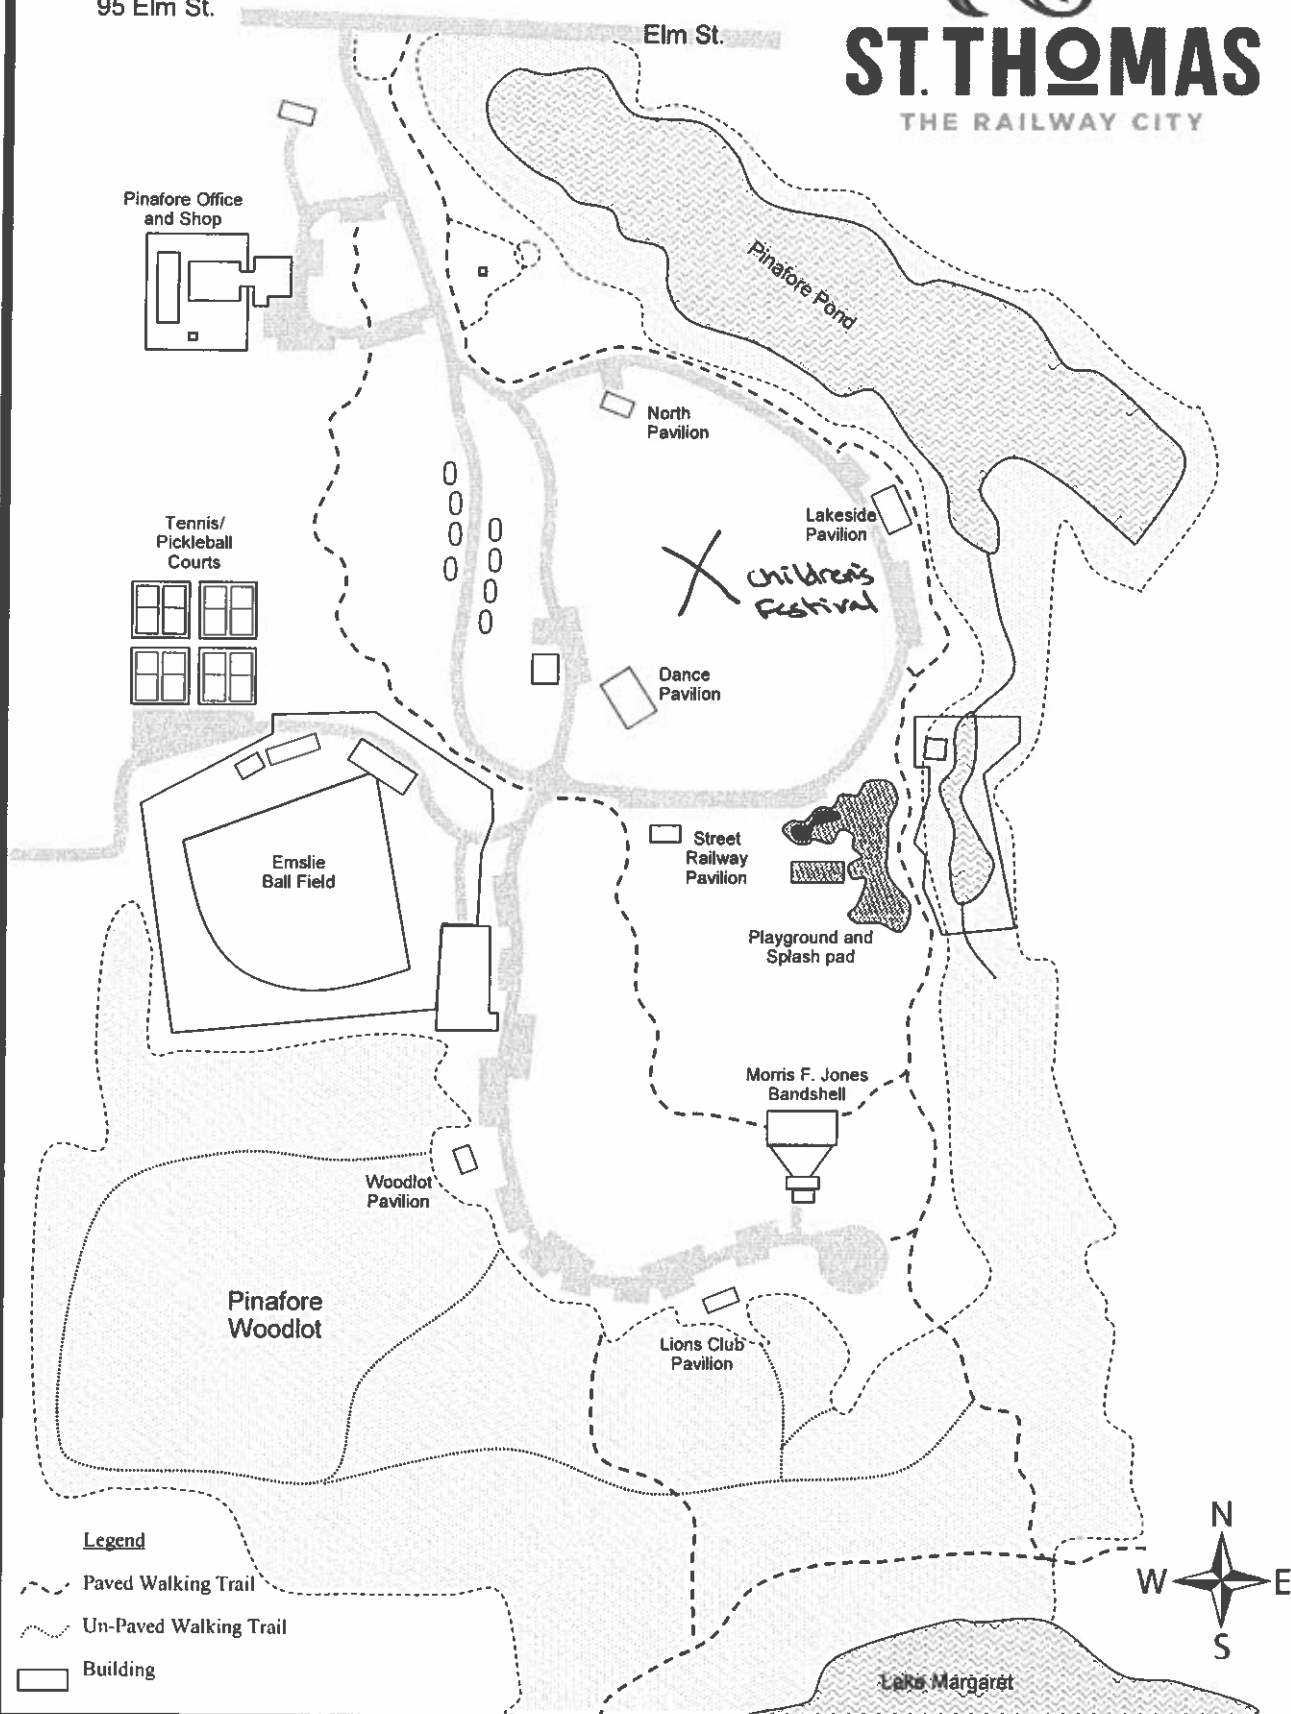 95 Elm St.
Elm St.
ST. THOMAS
THE RAILWAY CITY
Pinafore Office
and Shop
Pinafore Pond
North
Pavilion
Lakeside
Pavilion
Tennis/
Pickleball
Courts
Children's
Festival
Dance
Pavilion
Street
Railway
Pavilion
Emslie
Ball Field
Playground and
Splash pad
Morris F. Jones
Bandshell
Woodlot
Pavilion
Pinafore
Woodlot
Lions Club
Pavilion
Legend
Paved Walking Trail
Un-Paved Walking Trail
Building
N
W E
S
Lake Margaret